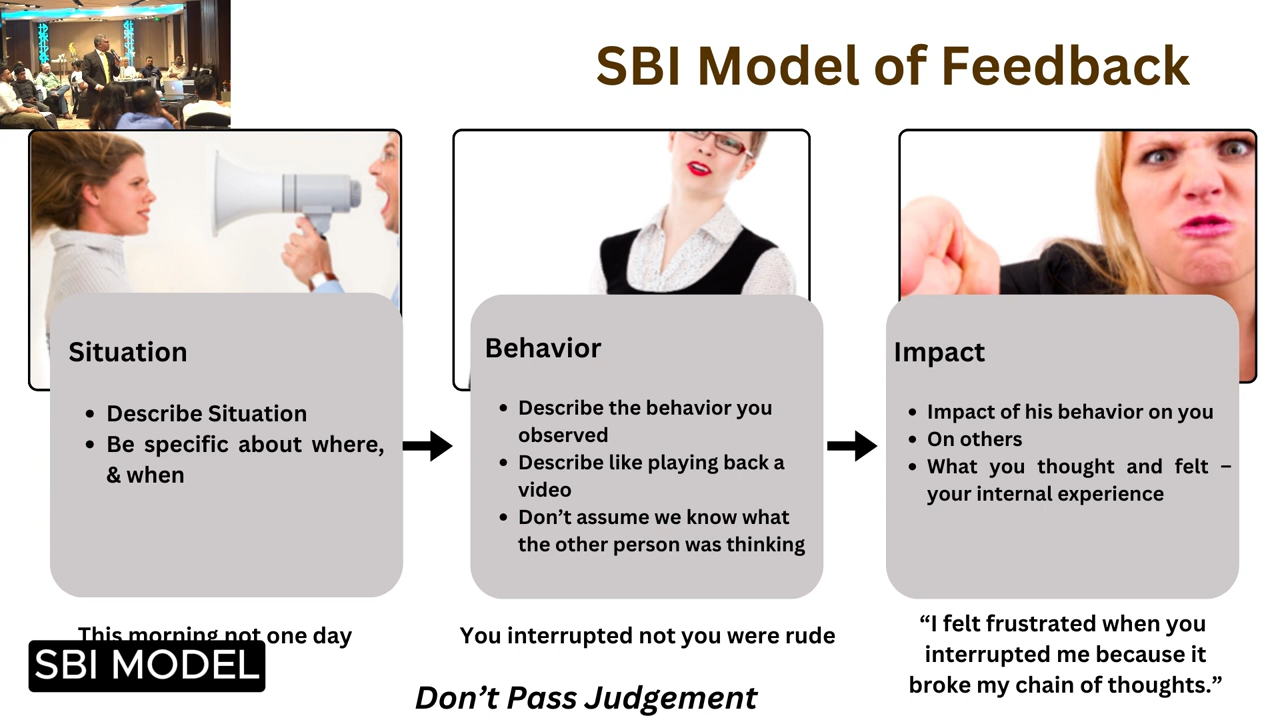 SBI Model of Feedback
Situation
• Describe Situation
• Be specific about where,
& when
Behavior
• Describe the behavior you
observed
• Describe like playing back a
video
• Don’t assume we know what
the other person was thinking
Impact
• Impact of his behavior on you
• On others
• What you thought and felt –
your internal experience
This morning not one day
You interrupted not you were rude
“I felt frustrated when you
interrupted me because it
broke my chain of thoughts.”
SBI MODEL
Don’t Pass Judgement